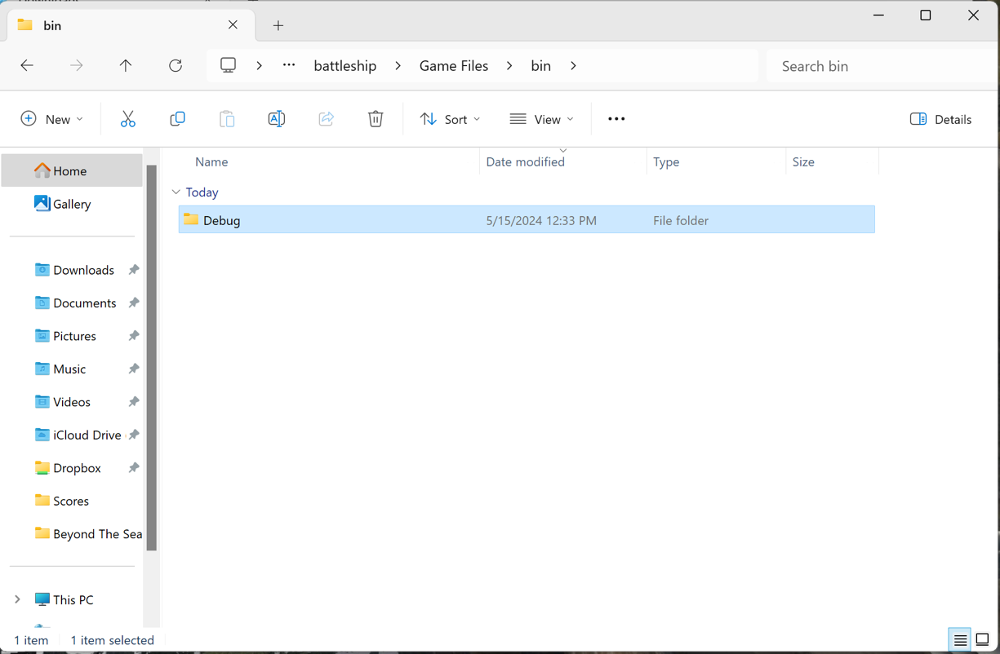 bin
battleship Game Files bin
Search bin
New
Sort
View
Details
Name Date modified Type Size
Today
Debug 5/15/2024 12:33 PM File folder
Home
Gallery
Downloads
Documents
Pictures
Music
Videos
iCloud Drive
Dropbox
Scores
Beyond The Sea
This PC
1 item 1 item selected